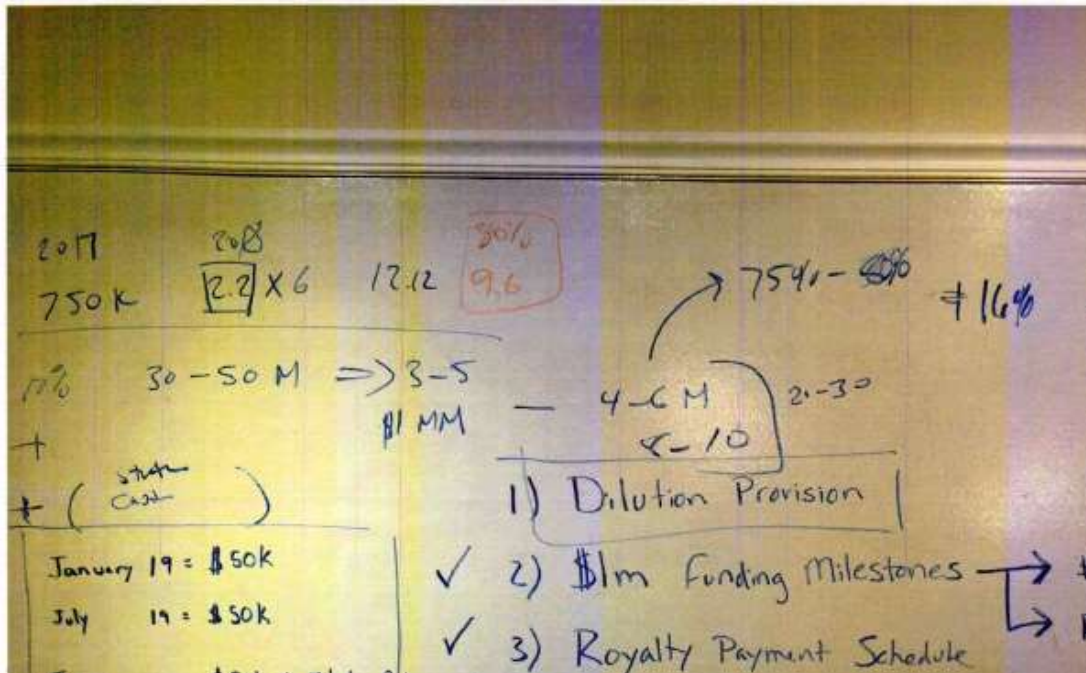 2017
750K
2018
2.2 X 6
12.12
9,6
75% -
16%
30 - 50 M => 3 - 5
$1 MM
4 - 6 M
8 - 10
20-30
+
+ ( )
January 19 = $50K
July 19 = $50K
1) Dilution Provision
✓ 2) $1m Funding Milestones →
✓ 3) Royalty Payment Schedule